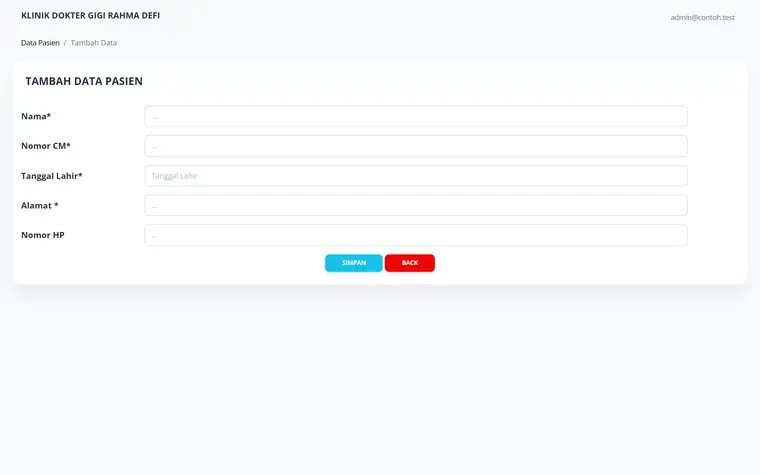 KLINIK DOKTER GIGI RAHMA DEFI
admin@contoh.test
Data Pasien / Tambah Data
TAMBAH DATA PASIEN
Nama* ...
Nomor CM* ...
Tanggal Lahir* Tanggal Lahir
Alamat * ...
Nomor HP ...
SIMPAN BACK